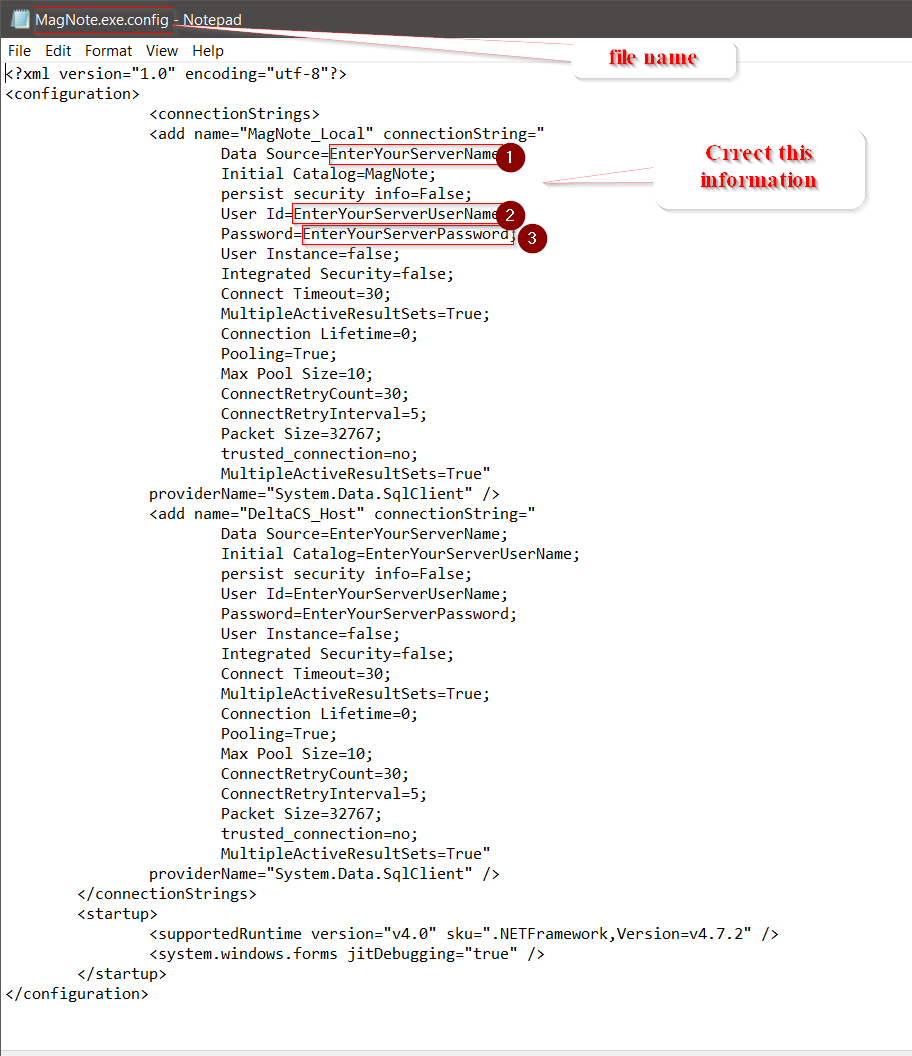 MagNote.exe.config - Notepad
File Edit Format View Help
file name
<?xml version="1.0" encoding="utf-8"?>
<configuration>
<connectionStrings>
<add name="MagNote_Local" connectionString="
Data Source=EnterYourServerName
1
Crrect this
information
Initial Catalog=MagNote;
persist security info=False;
User Id=EnterYourServerUserName
2
Password=EnterYourServerPassword;
3
User Instance=false;
Integrated Security=false;
Connect Timeout=30;
MultipleActiveResultSets=True;
Connection Lifetime=0;
Pooling=True;
Max Pool Size=10;
ConnectRetryCount=30;
ConnectRetryInterval=5;
Packet Size=32767;
trusted_connection=no;
MultipleActiveResultSets=True"
providerName="System.Data.SqlClient" />
<add name="DeltaCS_Host" connectionString="
Data Source=EnterYourServerName;
Initial Catalog=EnterYourServerUserName;
persist security info=False;
User Id=EnterYourServerUserName;
Password=EnterYourServerPassword;
User Instance=false;
Integrated Security=false;
Connect Timeout=30;
MultipleActiveResultSets=True;
Connection Lifetime=0;
Pooling=True;
Max Pool Size=10;
ConnectRetryCount=30;
ConnectRetryInterval=5;
Packet Size=32767;
trusted_connection=no;
MultipleActiveResultSets=True"
providerName="System.Data.SqlClient" />
</connectionStrings>
<startup>
<supportedRuntime version="v4.0" sku=".NETFramework,Version=v4.7.2" />
<system.windows.forms jitDebugging="true" />
</startup>
</configuration>